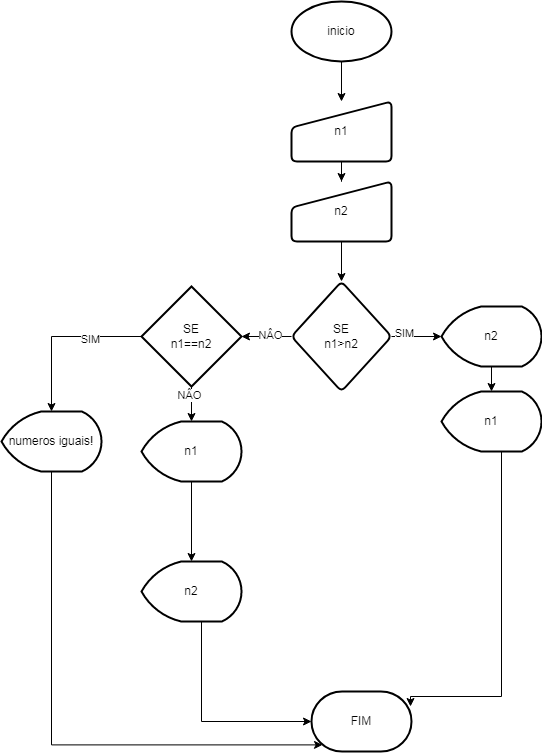 inicio
n1
n2
SE
n1>n2
NÃO
SIM
SE
n1==n2
SIM
NÃO
n2
n1
numeros iguais!
n1
n2
FIM